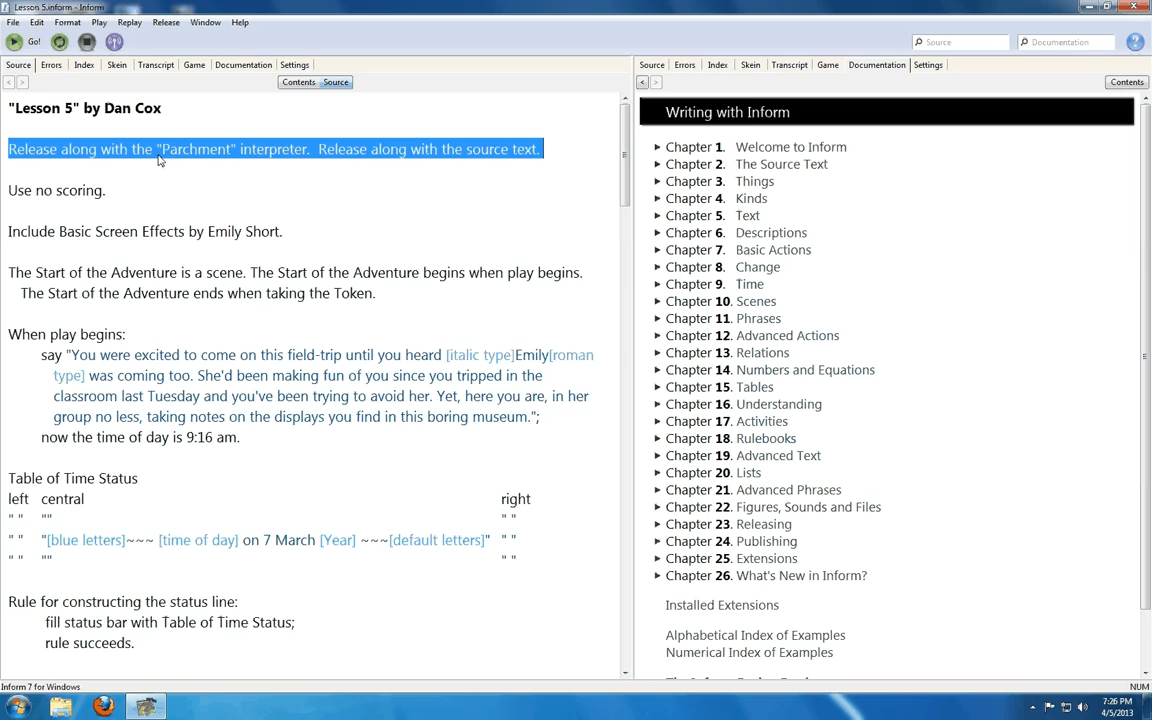 Lesson 5.inform - Inform
File Edit Format Play Replay Release Window Help
Go! Source Documentation
Source Errors Index Skein Transcript Game Documentation Settings
Source Errors Index Skein Transcript Game Documentation Settings
Contents Source
Contents
"Lesson 5" by Dan Cox
Release along with the "Parchment" interpreter.  Release along with the source text.
Use no scoring.
Include Basic Screen Effects by Emily Short.
The Start of the Adventure is a scene. The Start of the Adventure begins when play begins.
The Start of the Adventure ends when taking the Token.
When play begins:
say "You were excited to come on this field-trip until you heard [italic type]Emily[roman
type] was coming too. She'd been making fun of you since you tripped in the
classroom last Tuesday and you've been trying to avoid her. Yet, here you are, in her
group no less, taking notes on the displays you find in this boring museum.";
now the time of day is 9:16 am.
Table of Time Status
left central right
" " "" " "
" " "[blue letters]~~~ [time of day] on 7 March [Year] ~~~[default letters]" " "
" " "" " "
Rule for constructing the status line:
fill status bar with Table of Time Status;
rule succeeds.
Writing with Inform
Chapter 1. Welcome to Inform
Chapter 2. The Source Text
Chapter 3. Things
Chapter 4. Kinds
Chapter 5. Text
Chapter 6. Descriptions
Chapter 7. Basic Actions
Chapter 8. Change
Chapter 9. Time
Chapter 10. Scenes
Chapter 11. Phrases
Chapter 12. Advanced Actions
Chapter 13. Relations
Chapter 14. Numbers and Equations
Chapter 15. Tables
Chapter 16. Understanding
Chapter 17. Activities
Chapter 18. Rulebooks
Chapter 19. Advanced Text
Chapter 20. Lists
Chapter 21. Advanced Phrases
Chapter 22. Figures, Sounds and Files
Chapter 23. Releasing
Chapter 24. Publishing
Chapter 25. Extensions
Chapter 26. What's New in Inform?
Installed Extensions
Alphabetical Index of Examples
Numerical Index of Examples
Inform 7 for Windows NUM
7:26 PM
4/5/2013